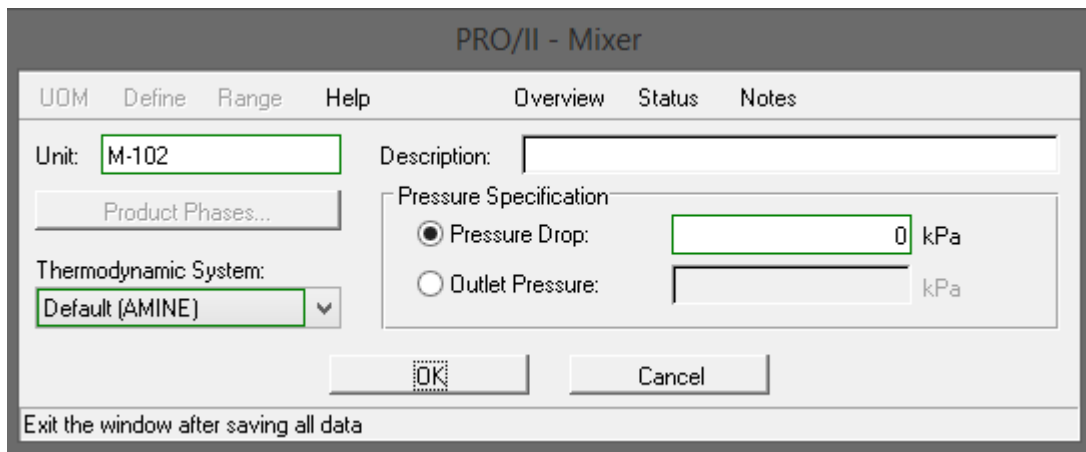 PRO/II - Mixer
UOM Define Range Help Overview Status Notes
Unit: M-102 Description:
Product Phases...
Pressure Specification
Pressure Drop: 0 kPa
Thermodynamic System:
Outlet Pressure: kPa
Default (AMINE)
OK Cancel
Exit the window after saving all data